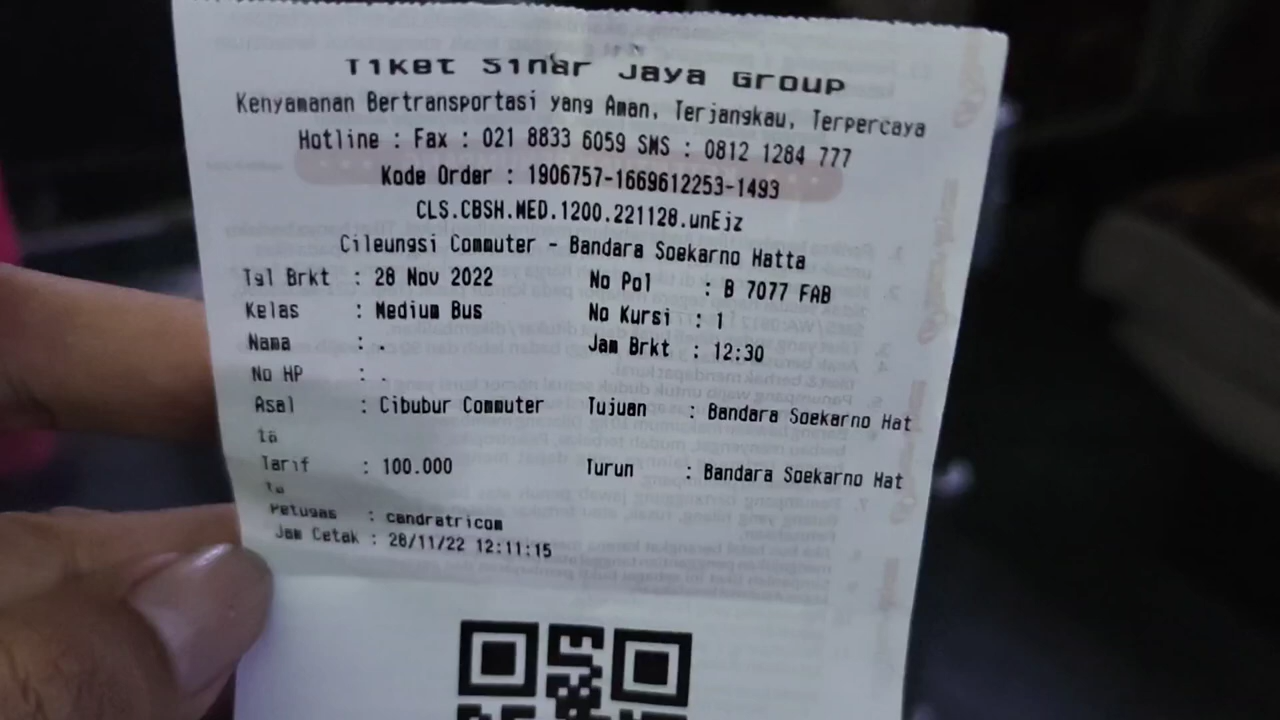 Tiket Sinar Jaya Group
Kenyamanan Bertransportasi yang Aman, Terjangkau, Terpercaya
Hotline : Fax : 021 8833 6059 SMS : 0812 1284 777
Kode Order : 1906757-1669612253-1493
CLS.CBSH.MED.1200.221128.unEjz
Cileungsi Commuter - Bandara Soekarno Hatta
Tgl Brkt : 28 Nov 2022 No Pol : B 7077 FAB
Kelas : Medium Bus No Kursi : 1
Nama : . Jam Brkt : 12:30
No HP : .
Asal : Cibubur Commuter Tujuan : Bandara Soekarno Hat
ta
Tarif : 100.000 Turun : Bandara Soekarno Hat
ta
Petugas : candratricom
Jam Cetak : 28/11/22 12:11:15